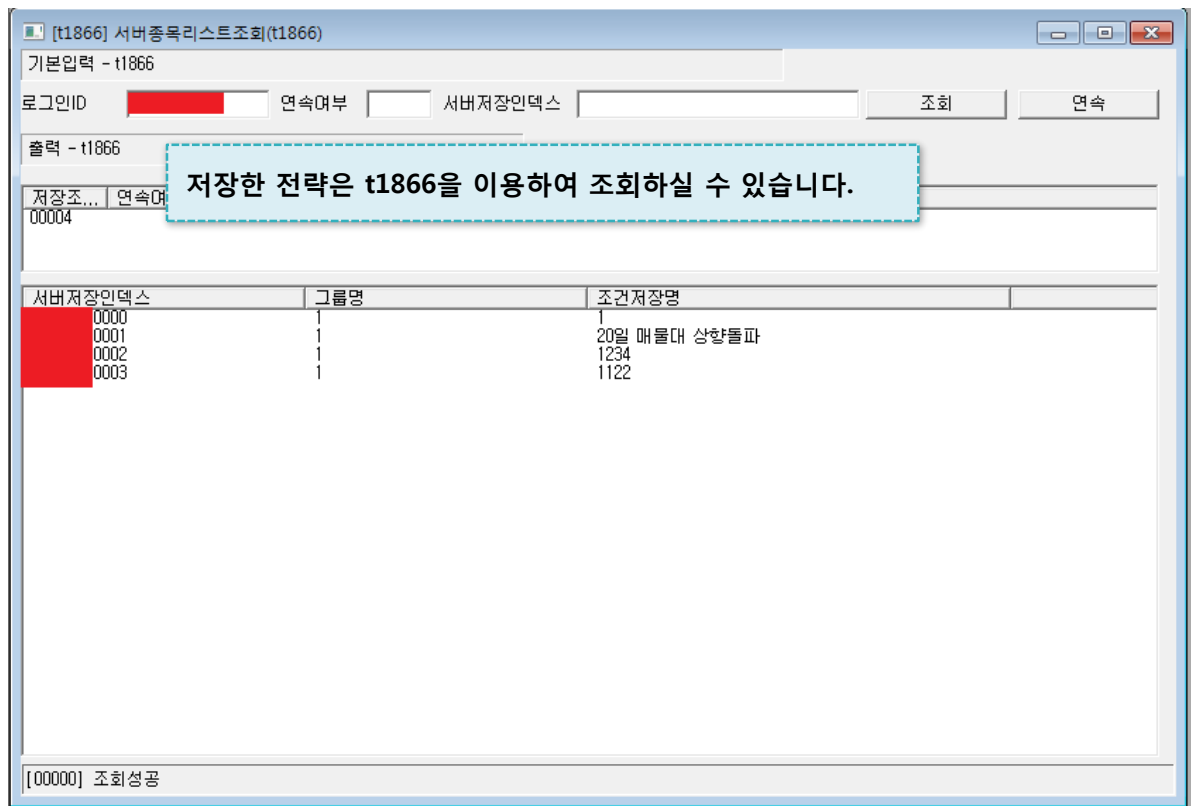 [t1866] 서버종목리스트조회(t1866)
기본입력 - t1866
로그인ID 연속여부 서버저장인덱스 조회 연속
출력 - t1866
저장한 전략은 t1866을 이용하여 조회하실 수 있습니다.
저장조... 연속여
00004
서버저장인덱스 그룹명 조건저장명
0000 1 1
0001 1 20일 매물대 상향돌파
0002 1 1234
0003 1 1122
[00000] 조회성공